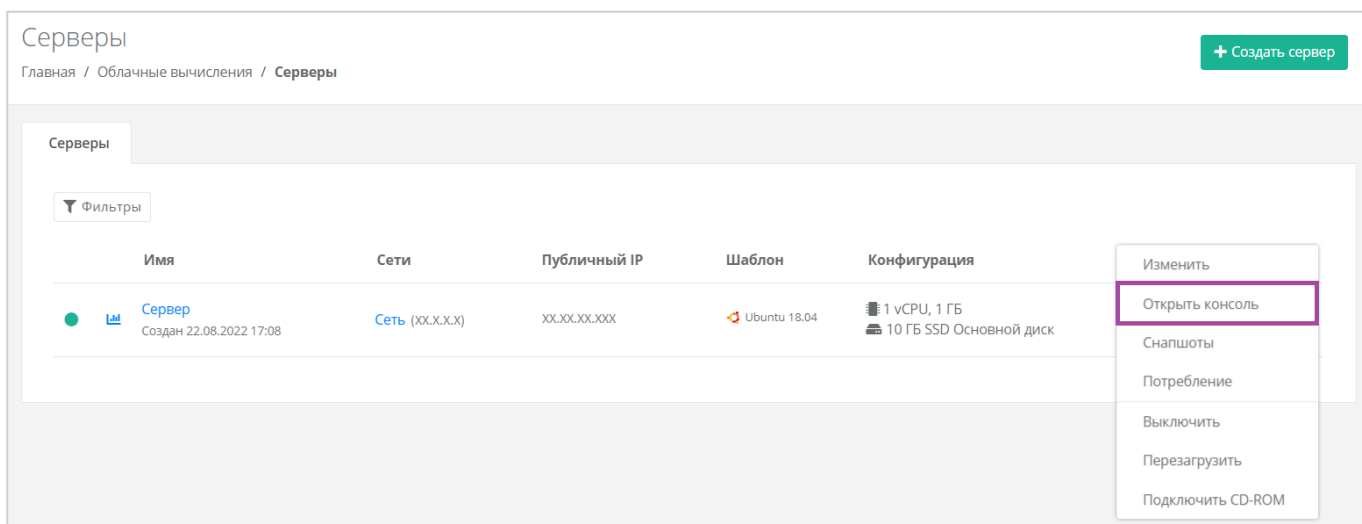 Серверы
+ Создать сервер
Главная / Облачные вычисления / Серверы
Серверы
Фильтры
Имя Сети Публичный IP Шаблон Конфигурация
Сервер
Создан 22.08.2022 17:08
Сеть (XX.X.X.X)
XX.XX.XX.XXX
Ubuntu 18.04
1 vCPU, 1 ГБ
10 ГБ SSD Основной диск
Изменить
Открыть консоль
Снапшоты
Потребление
Выключить
Перезагрузить
Подключить CD-ROM